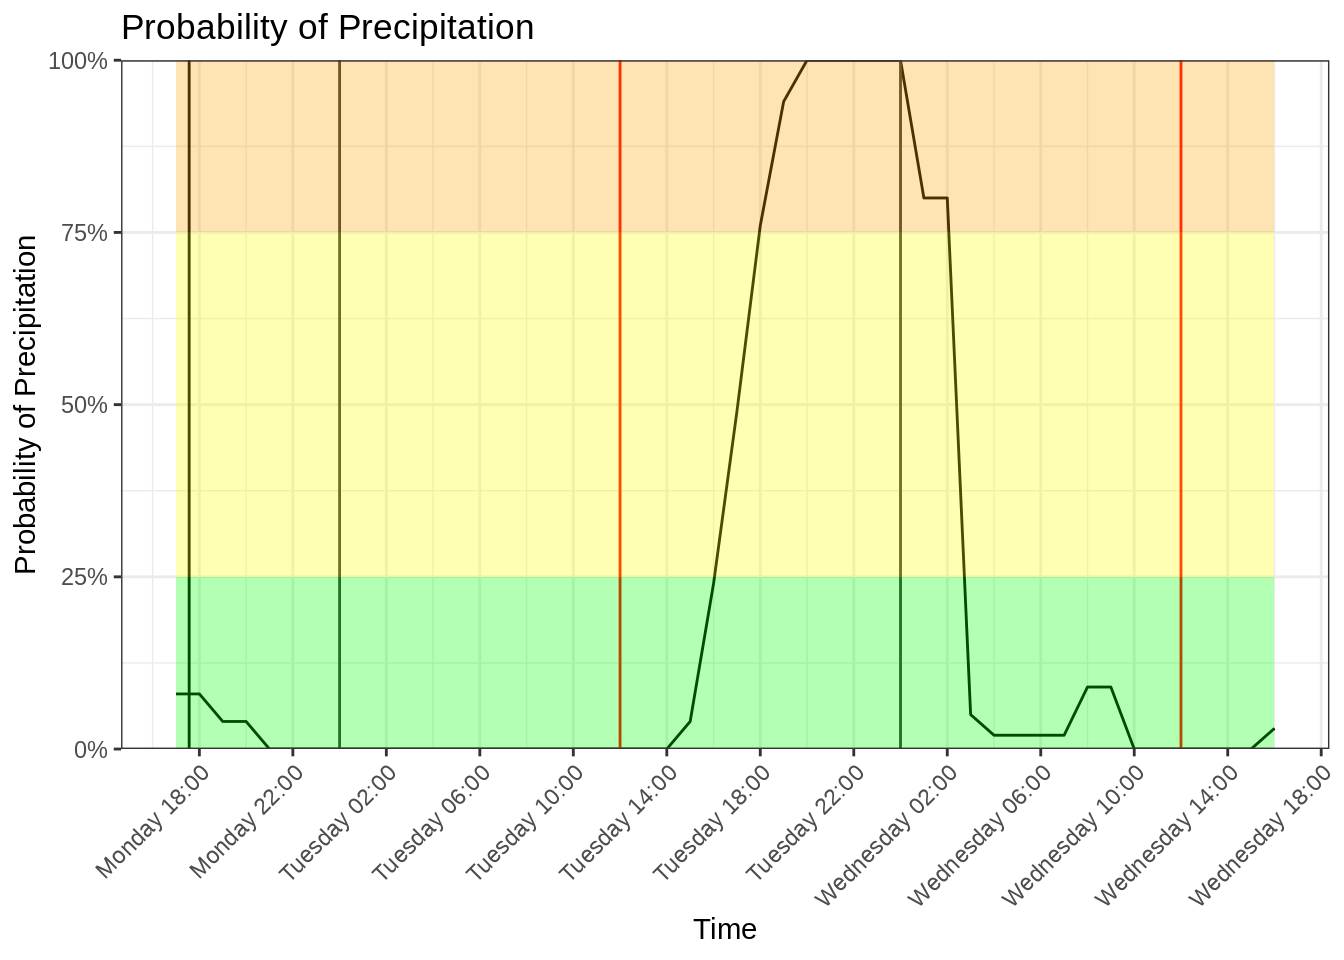 Probability of Precipitation
Probability of Precipitation
100%
75%
50%
25%
0%
Monday 18:00
Monday 22:00
Tuesday 02:00
Tuesday 06:00
Tuesday 10:00
Tuesday 14:00
Tuesday 18:00
Tuesday 22:00
Wednesday 02:00
Wednesday 06:00
Wednesday 10:00
Wednesday 14:00
Wednesday 18:00
Time